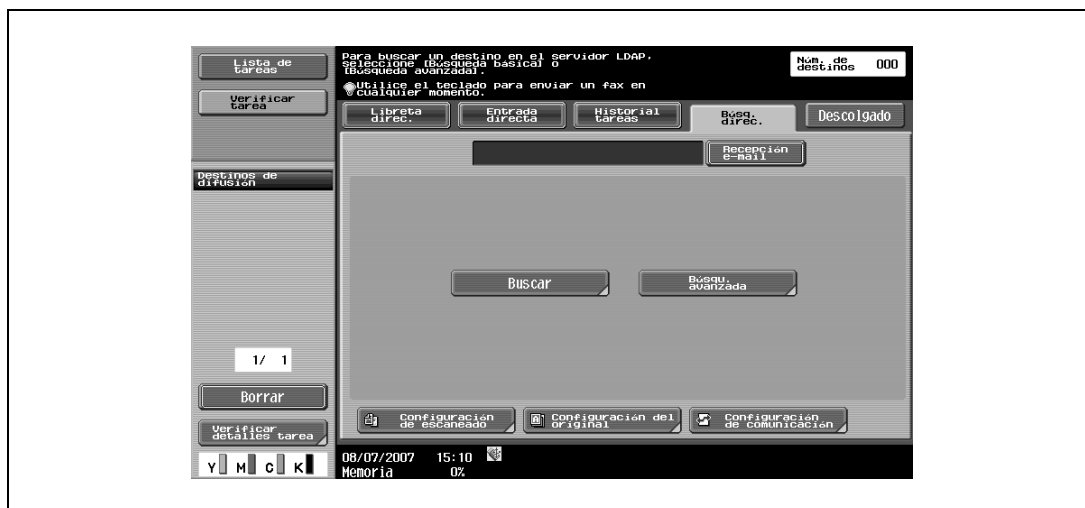 Lista de
tareas
Verificar
tarea
Para buscar un destino en el servidor LDAP,
seleccione [Búsqueda básica] o
[Búsqueda avanzada].
Utilice el teclado para enviar un fax en
cualquier momento.
Núm. de
destinos
000
Libreta
direc.
Entrada
directa
Historial
tareas
Búsq.
direc.
Descolgado
Recepción
e-mail
Destinos de
difusión
Buscar
Búsqu.
avanzada
1/ 1
Borrar
Verificar
detalles tarea
Configuración
de escaneado
Configuración del
original
Configuración
de comunicación
Y M C K
08/07/2007 15:10
Memoria 0%